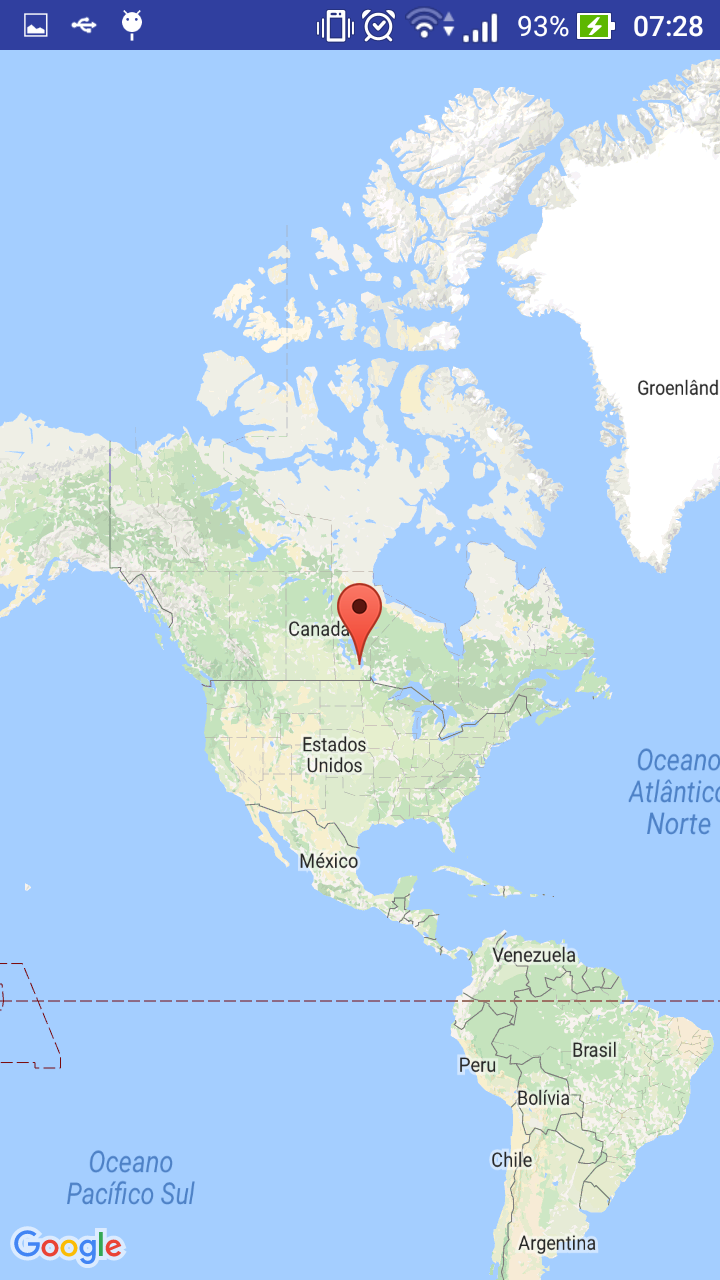 93% 07:28
Groenlând
Canadá
Estados
Unidos
Oceano
Atlântico
Norte
México
Venezuela
Brasil
Peru
Bolívia
Chile
Oceano
Pacífico Sul
Argentina
Google